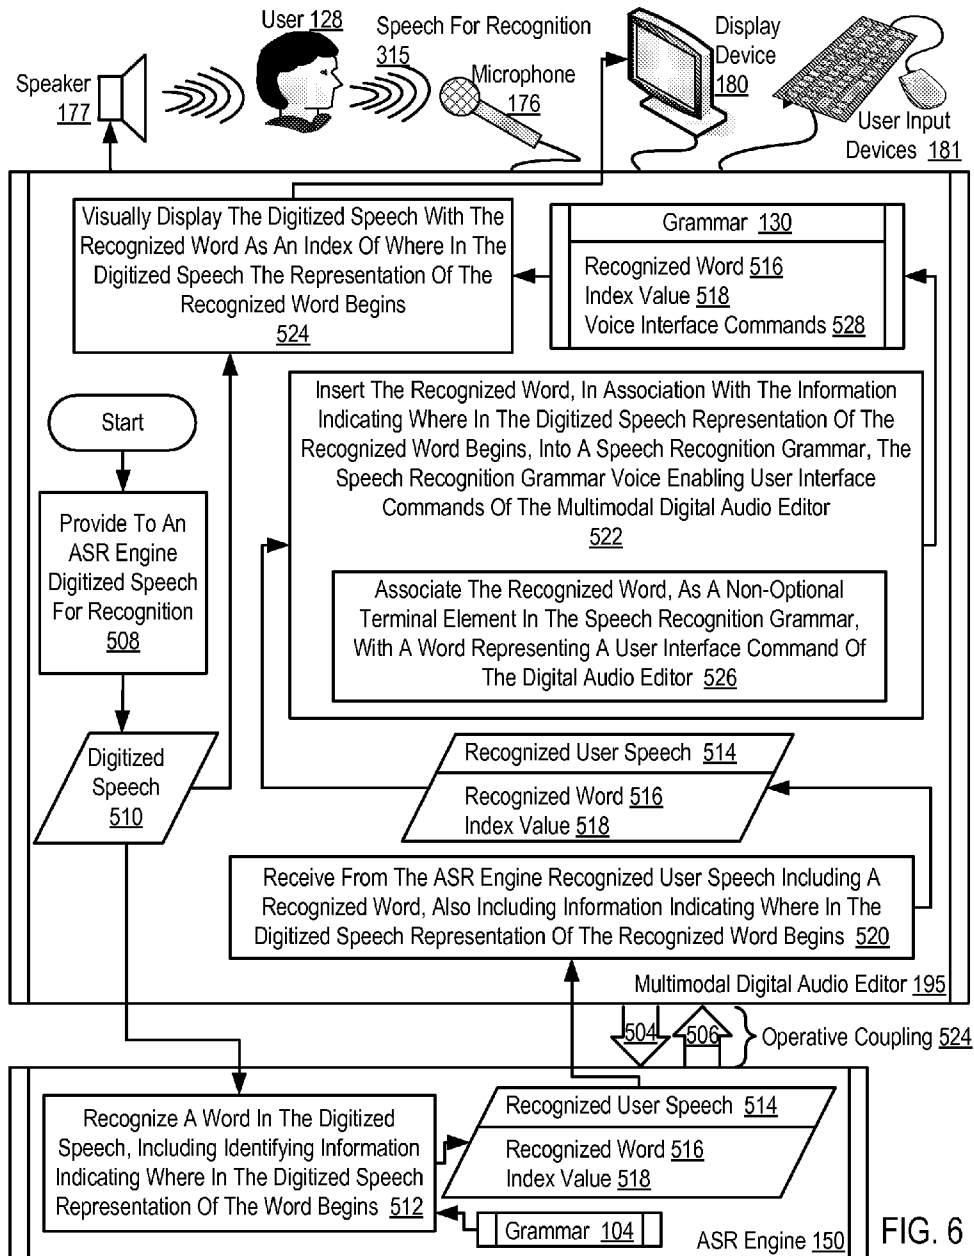 User 128
Speech For Recognition
315
Display
Device
180
Speaker
177
Microphone
176
User Input
Devices 181
Visually Display The Digitized Speech With The
Recognized Word As An Index Of Where In The
Digitized Speech The Representation Of The
Recognized Word Begins
524
Grammar 130
Recognized Word 516
Index Value 518
Voice Interface Commands 528
Start
Provide To An
ASR Engine
Digitized Speech
For Recognition
508
Insert The Recognized Word, In Association With The Information
Indicating Where In The Digitized Speech Representation Of The
Recognized Word Begins, Into A Speech Recognition Grammar, The
Speech Recognition Grammar Voice Enabling User Interface
Commands Of The Multimodal Digital Audio Editor
522
Associate The Recognized Word, As A Non-Optional
Terminal Element In The Speech Recognition Grammar,
With A Word Representing A User Interface Command Of
The Digital Audio Editor 526
Digitized
Speech
510
Recognized User Speech 514
Recognized Word 516
Index Value 518
Receive From The ASR Engine Recognized User Speech Including A
Recognized Word, Also Including Information Indicating Where In The
Digitized Speech Representation Of The Recognized Word Begins 520
Multimodal Digital Audio Editor 195
504
506
Operative Coupling 524
Recognize A Word In The Digitized
Speech, Including Identifying Information
Indicating Where In The Digitized Speech
Representation Of The Word Begins 512
Recognized User Speech 514
Recognized Word 516
Index Value 518
Grammar 104
ASR Engine 150
FIG. 6